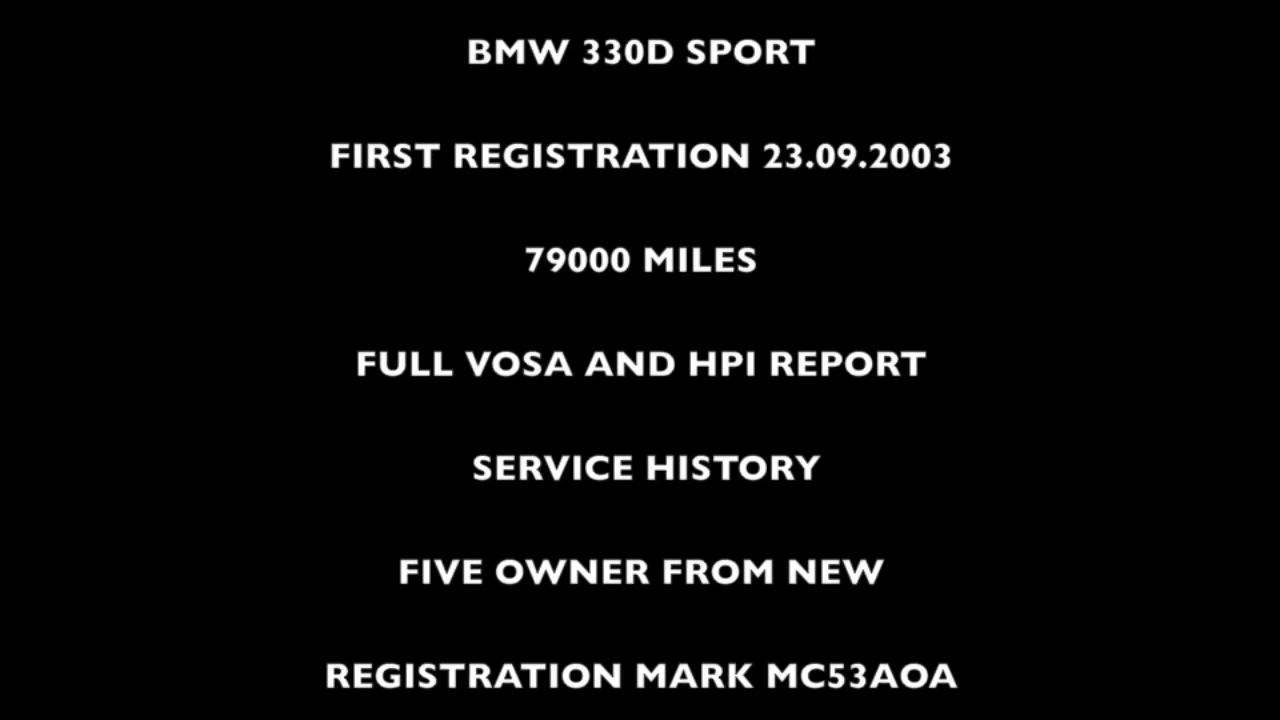 BMW 330D SPORT
FIRST REGISTRATION 23.09.2003
79000 MILES
FULL VOSA AND HPI REPORT
SERVICE HISTORY
FIVE OWNER FROM NEW
REGISTRATION MARK MC53AOA